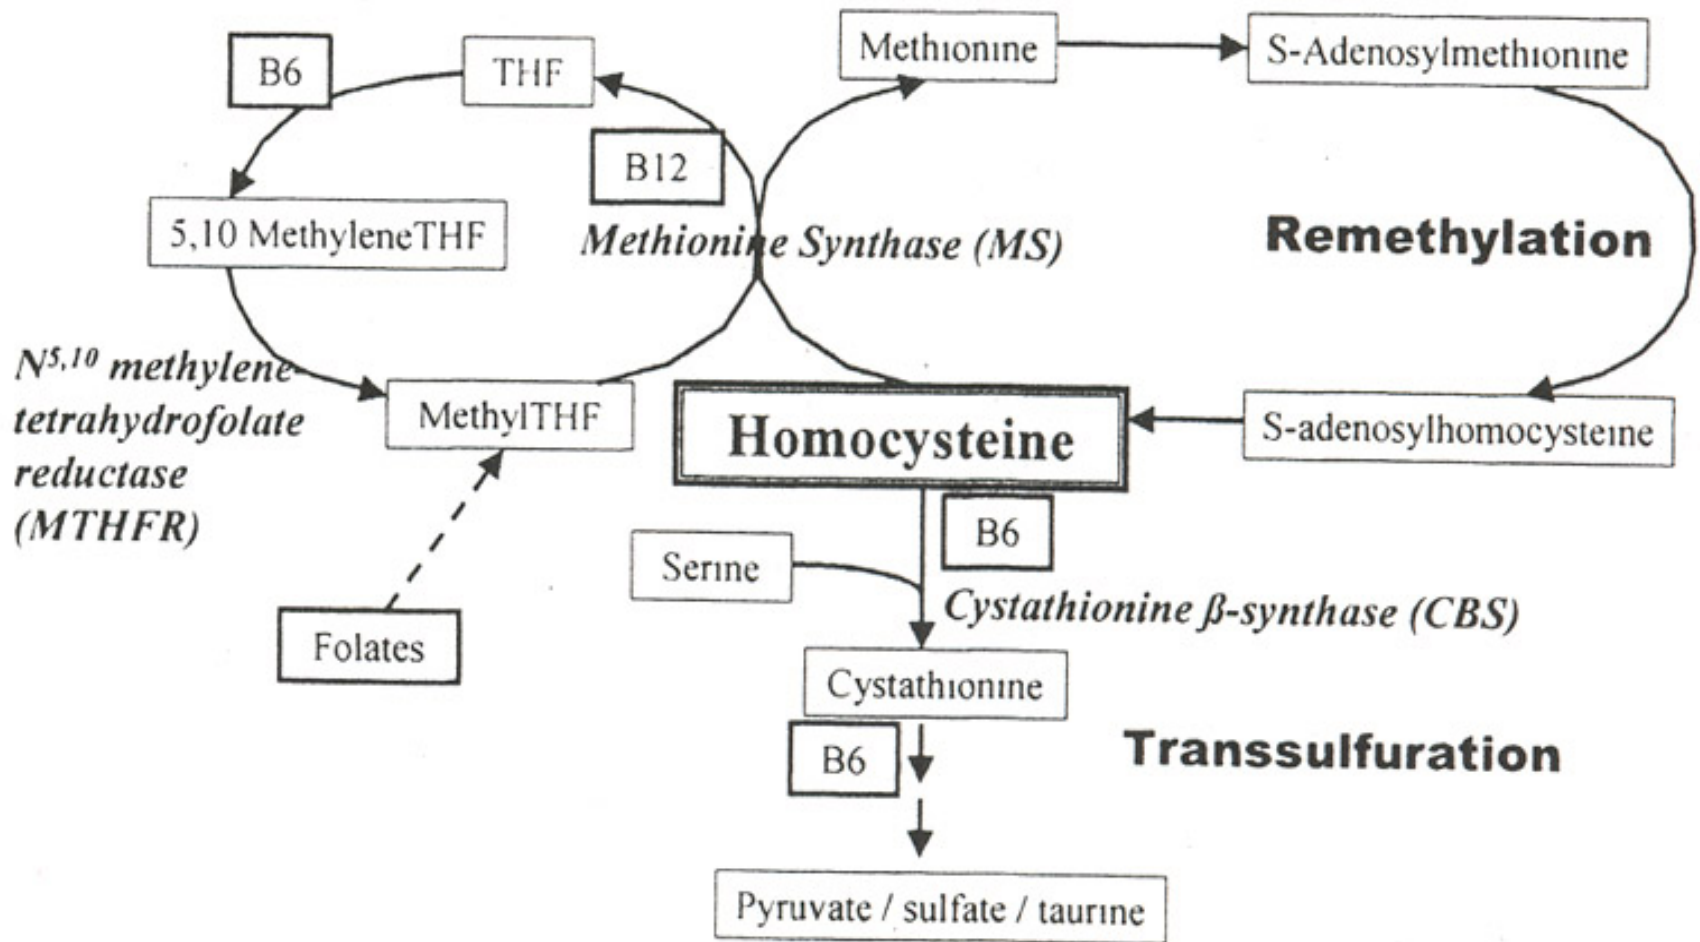 Methionine
S-Adenosylmethionine
B6
THF
B12
5,10 MethyleneTHF
Methionine Synthase (MS)
Remethylation
N5,10 methylene-
tetrahydrofolate
reductase
(MTHFR)
MethylTHF
Homocysteine
S-adenosylhomocysteine
B6
Serine
Cystathionine β-synthase (CBS)
Folates
Cystathionine
B6
Transsulfuration
Pyruvate / sulfate / taurine